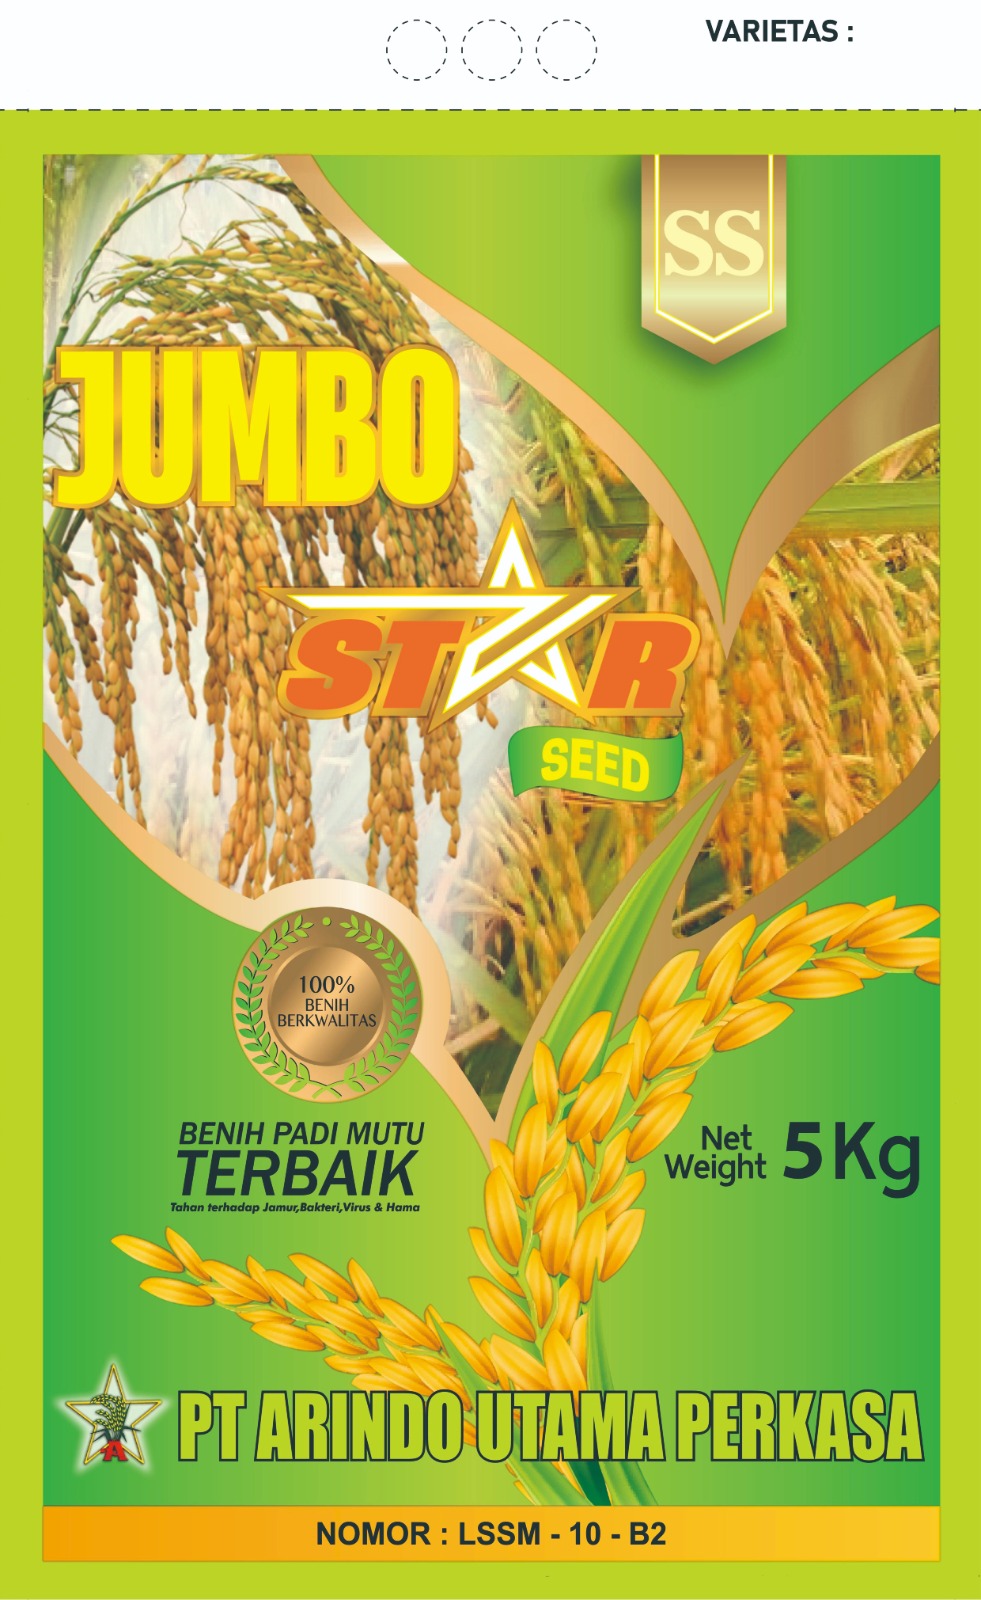 VARIETAS :
SS
JUMBO
STAR
SEED
100%
BENIH
BERKWALITAS
BENIH PADI MUTU
TERBAIK
Tahan terhadap Jamur,Bakteri,Virus & Hama
Net
Weight 5Kg
A
PT ARINDO UTAMA PERKASA
NOMOR : LSSM - 10 - B2